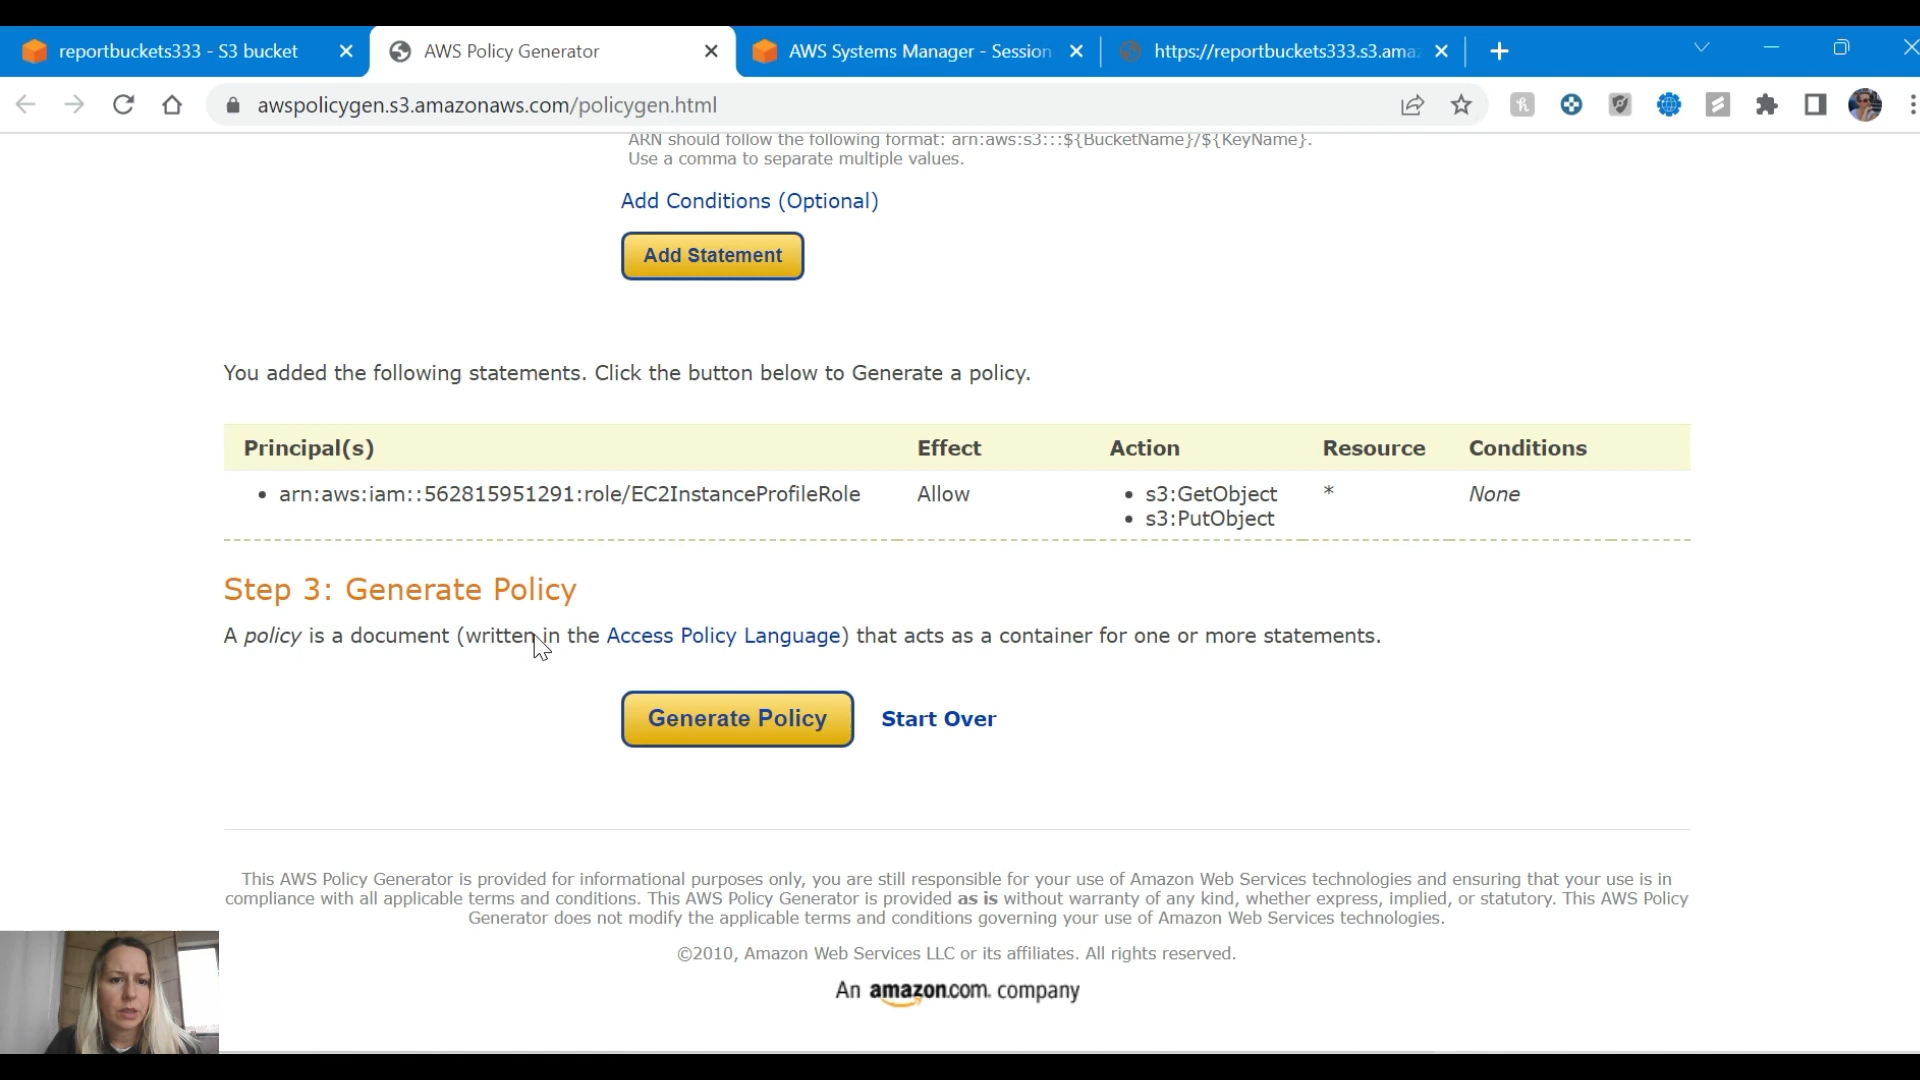 reportbuckets333 - S3 bucket
AWS Policy Generator
AWS Systems Manager - Session
https://reportbuckets333.s3.ama
awspolicygen.s3.amazonaws.com/policygen.html
ARN should follow the following format: arn:aws:s3:::${BucketName}/${KeyName}.
Use a comma to separate multiple values.
Add Conditions (Optional)
Add Statement
You added the following statements. Click the button below to Generate a policy.
Principal(s) Effect Action Resource Conditions
• arn:aws:iam::562815951291:role/EC2InstanceProfileRole Allow • s3:GetObject * None
• s3:PutObject
Step 3: Generate Policy
A policy is a document (written in the Access Policy Language) that acts as a container for one or more statements.
Generate Policy Start Over
This AWS Policy Generator is provided for informational purposes only, you are still responsible for your use of Amazon Web Services technologies and ensuring that your use is in
compliance with all applicable terms and conditions. This AWS Policy Generator is provided as is without warranty of any kind, whether express, implied, or statutory. This AWS Policy
Generator does not modify the applicable terms and conditions governing your use of Amazon Web Services technologies.
©2010, Amazon Web Services LLC or its affiliates. All rights reserved.
An amazon.com. company